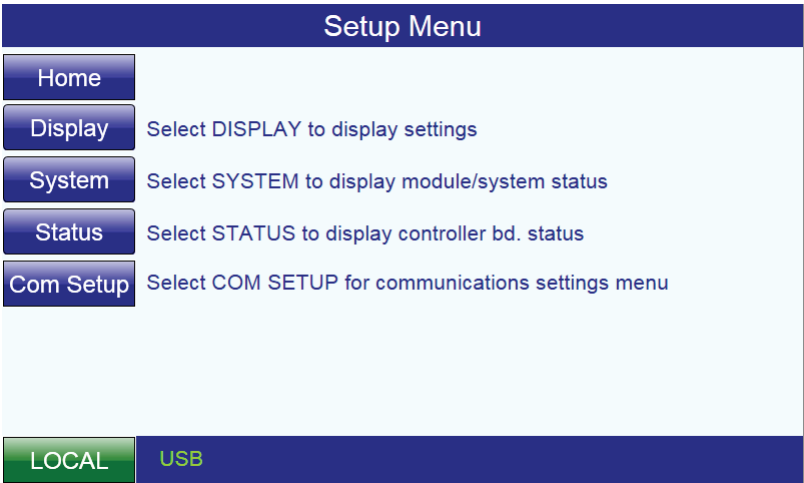 Setup Menu
Home
Display Select DISPLAY to display settings
System Select SYSTEM to display module/system status
Status Select STATUS to display controller bd. status
Com Setup Select COM SETUP for communications settings menu
LOCAL USB